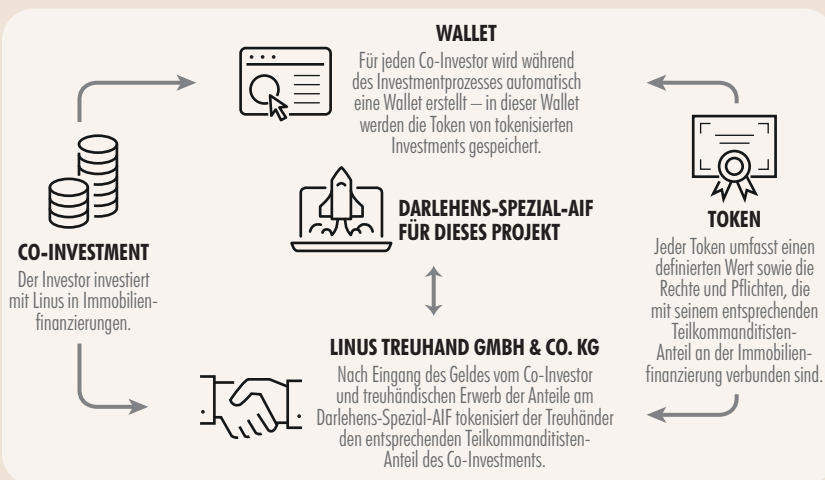 WALLET
Für jeden Co-Investor wird während
des Investmentprozesses automatisch
eine Wallet erstellt – in dieser Wallet
werden die Token von tokenisierten
Investments gespeichert.
DARLEHENS-SPEZIAL-AIF
FÜR DIESES PROJEKT
CO-INVESTMENT
Der Investor investiert
mit Linus in Immobilien-
finanzierungen.
TOKEN
Jeder Token umfasst einen
definierten Wert sowie die
Rechte und Pflichten, die
mit seinem entsprechenden
Teilkommanditisten-
Anteil an der Immobilien-
finanzierung verbunden sind.
LINUS TREUHAND GMBH & CO. KG
Nach Eingang des Geldes vom Co-Investor
und treuhändischen Erwerb der Anteile am
Darlehens-Spezial-AIF tokenisiert der Treuhänder
den entsprechenden Teilkommanditisten-
Anteil des Co-Investments.